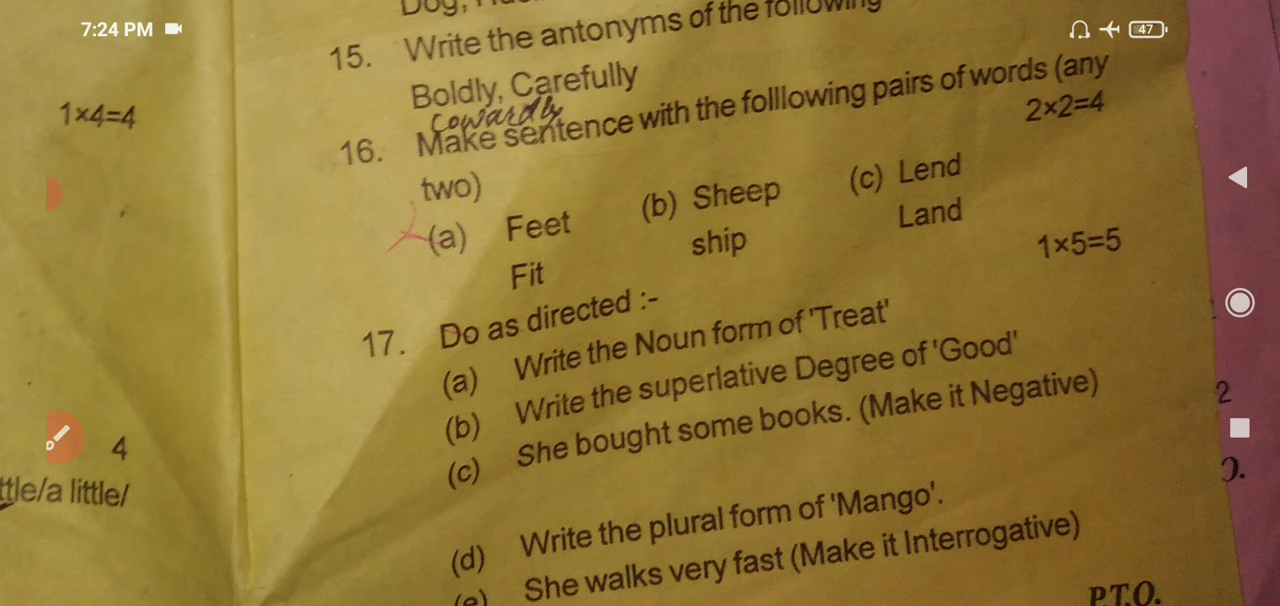 7:24 PM
47
15. Write the antonyms of the following
1×4=4
Boldly, Carefully
cowardly
16. Make sentence with the folllowing pairs of words (any
two)
2×2=4
(a) Feet (b) Sheep (c) Lend
Fit ship Land
17. Do as directed :-
1×5=5
(a) Write the Noun form of 'Treat'
(b) Write the superlative Degree of 'Good'
(c) She bought some books. (Make it Negative)
(d) Write the plural form of 'Mango'.
(e) She walks very fast (Make it Interrogative)
P.T.O.
4
ttle/a little/
2